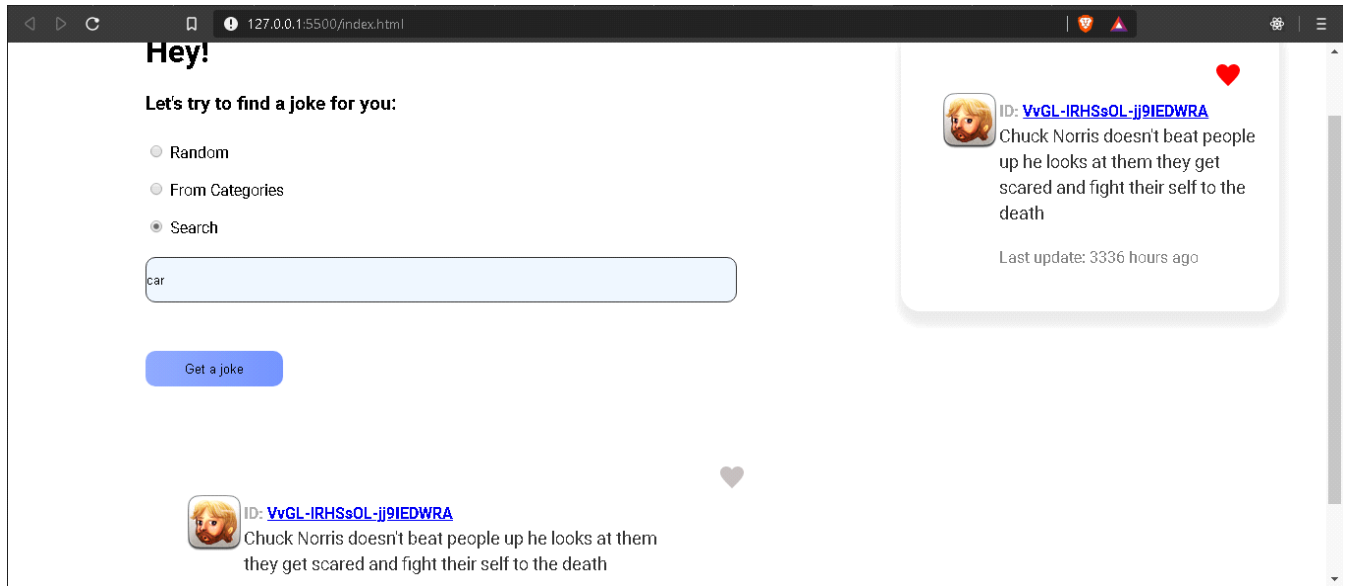 127.0.0.1:5500/index.html
Hey!
Let's try to find a joke for you:
Random
From Categories
Search
car
Get a joke
ID: VvGL-IRHSsOL-jj9IEDWRA
Chuck Norris doesn't beat people up he looks at them
they get scared and fight their self to the death
ID: VvGL-IRHSsOL-jj9IEDWRA
Chuck Norris doesn't beat people
up he looks at them they get
scared and fight their self to the
death
Last update: 3336 hours ago